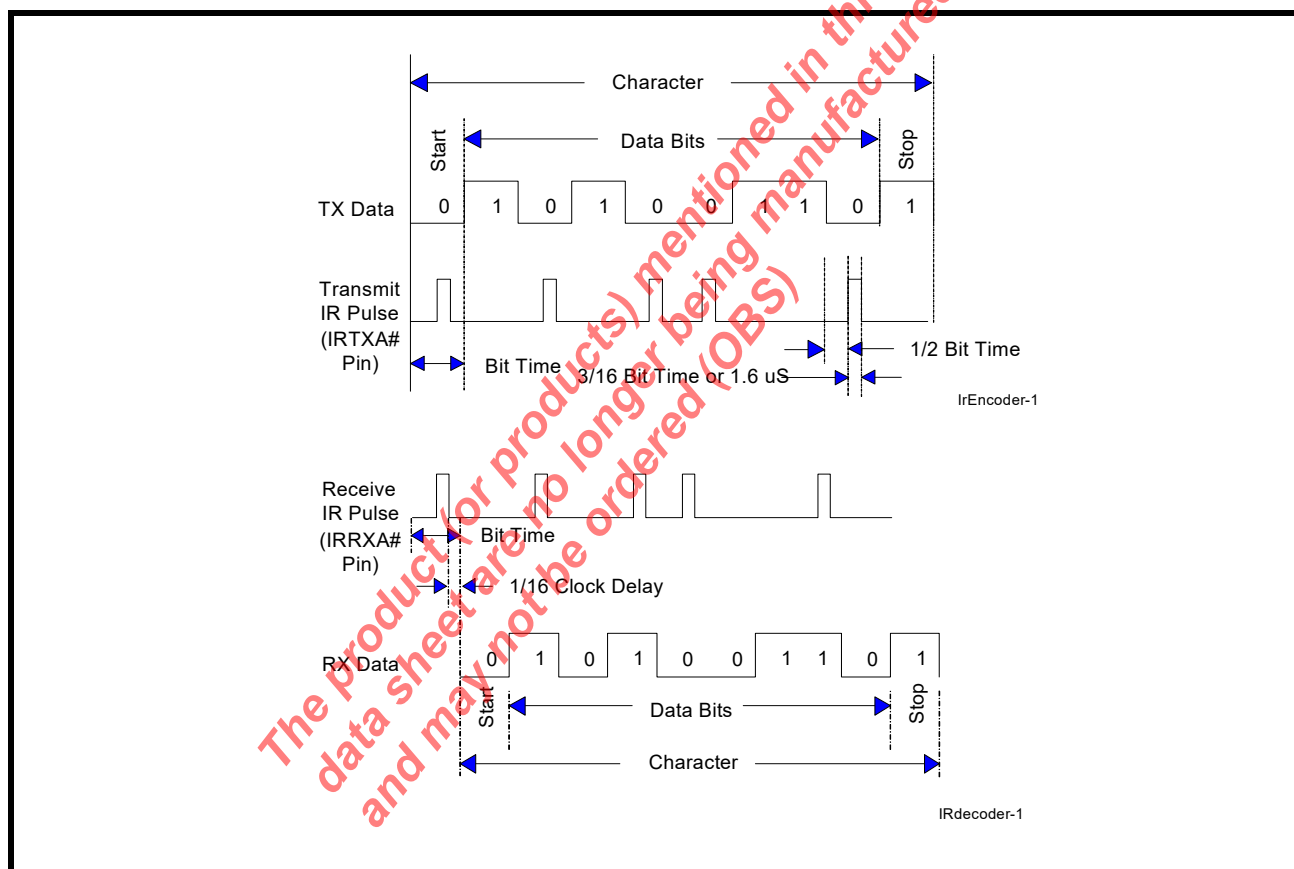 Character
Start
Data Bits
Stop
TX Data
0 1 0 1 0 0 1 1 0 1
Transmit
IR Pulse
(IRTXA#
Pin)
Bit Time
1/2 Bit Time
3/16 Bit Time or 1.6 uS
IrEncoder-1
Receive
IR Pulse
(IRRXA#
Pin)
Bit Time
1/16 Clock Delay
RX Data
0 1 0 1 0 0 1 1 0 1
Start
Data Bits
Stop
Character
IRdecoder-1
The product (or products) mentioned in
data sheet are no longer being manufactured
and may not be ordered (OBS)